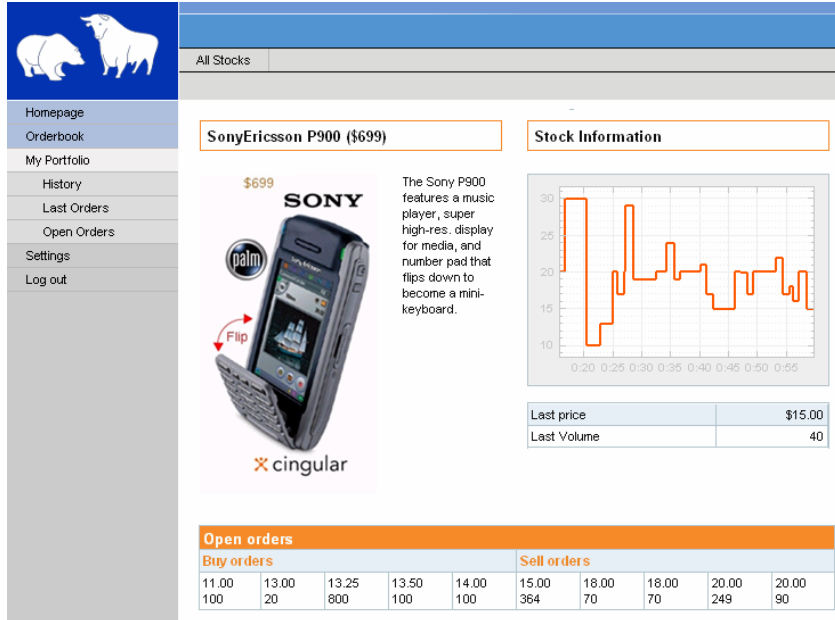 All Stocks
Homepage
Orderbook
My Portfolio
History
Last Orders
Open Orders
Settings
Log out
SonyEricsson P900 ($699)
$699
SONY
palm
Flip
cingular
The Sony P900
features a music
player, super
high-res. display
for media, and
number pad that
flips down to
become a mini-
keyboard.
Stock Information
30
25
20
15
10
0:20 0:25 0:30 0:35 0:40 0:45 0:50 0:55
Last price $15.00
Last Volume 40
Open orders
Buy orders Sell orders
11.00 13.00 13.25 13.50 14.00 15.00 18.00 18.00 20.00 20.00
100 20 800 100 100 364 70 70 249 90